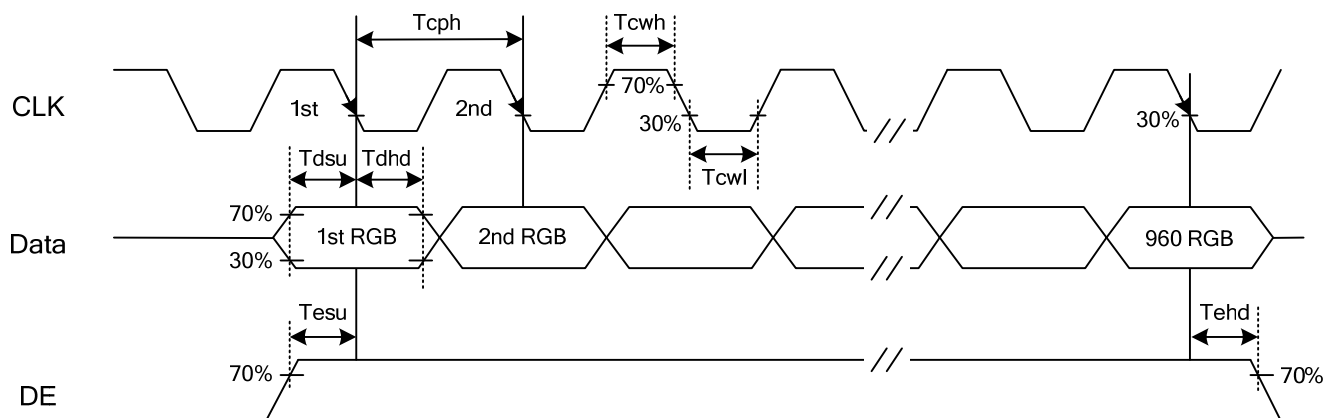 Tcph
Tcwh
CLK
1st
2nd
70%
30%
30%
Tcwl
Tdsu
Tdhd
70%
Data
1st RGB
2nd RGB
960 RGB
30%
Tesu
Tehd
70%
70%
DE